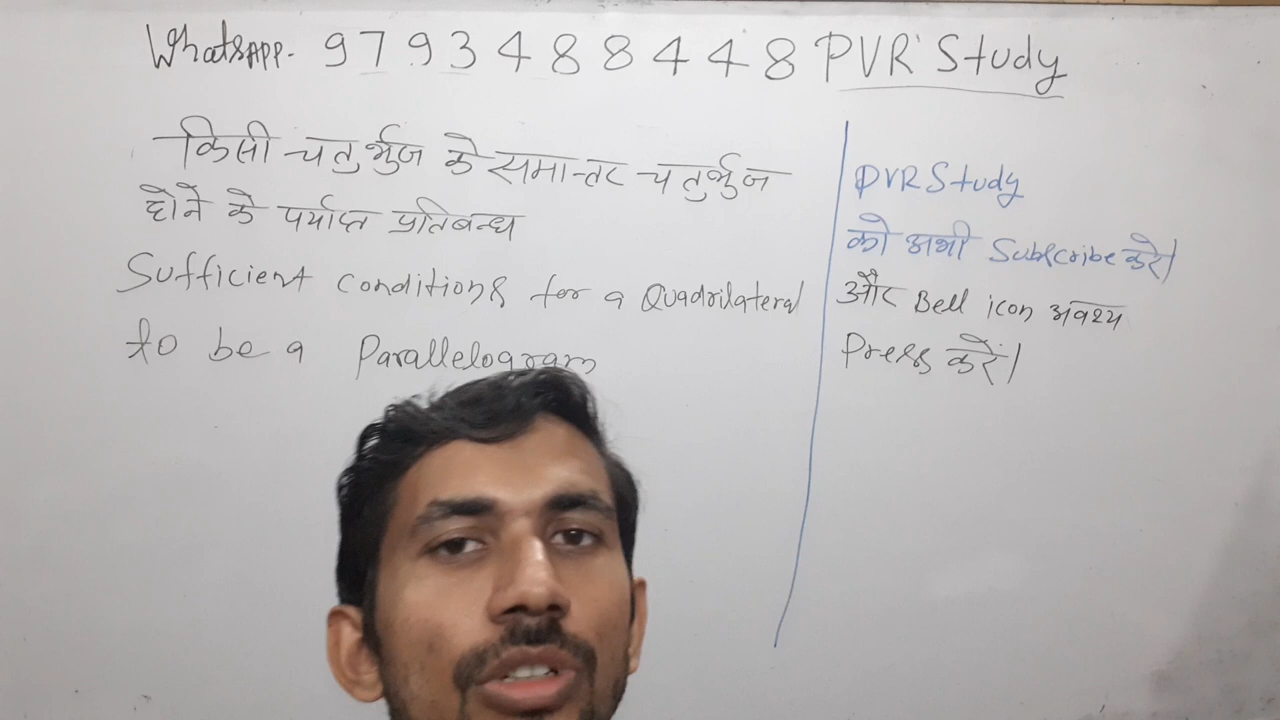 WhatsAPP. 9793488448 PVR Study
किसी चतुर्भुज के समान्तर चतुर्भुज
होने के पर्याप्त प्रतिबन्ध
Sufficient conditions for a Quadrilateral
to be a Parallelogram
PVR Study
को अभी Subscribe करें।
और Bell icon अवश्य
Press करें।